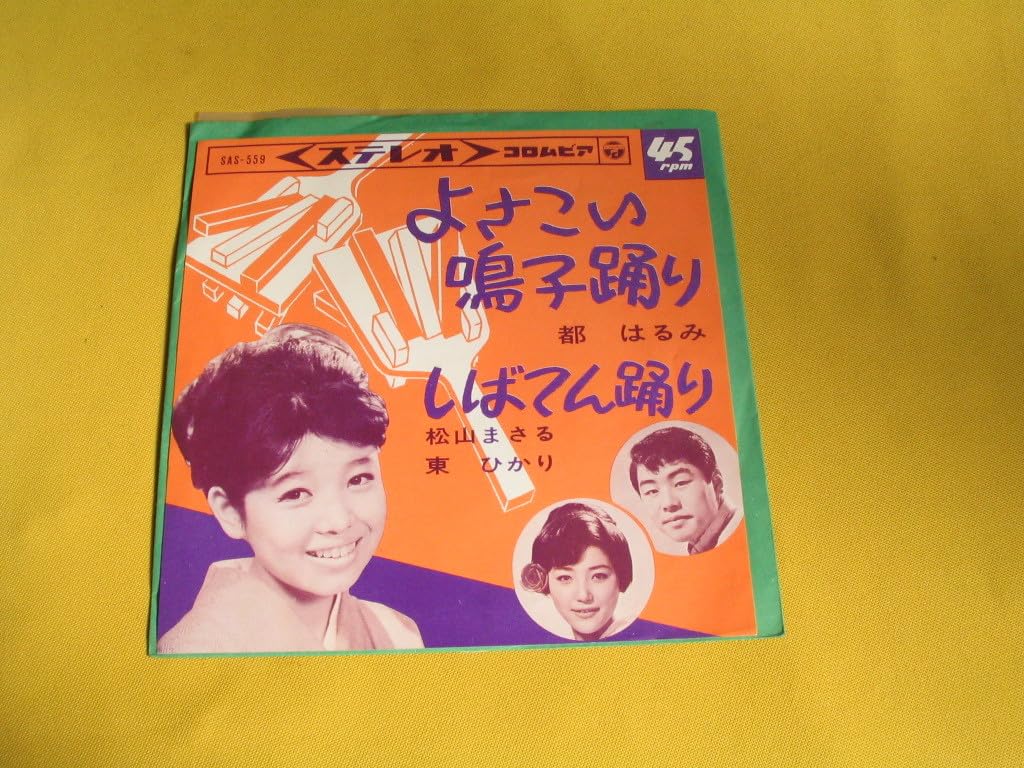 SAS-559 <ステレオ> コロムビア
45
rpm
よさこい
鳴子踊り
都 はるみ
しばてん踊り
松山まさる
東 ひかり